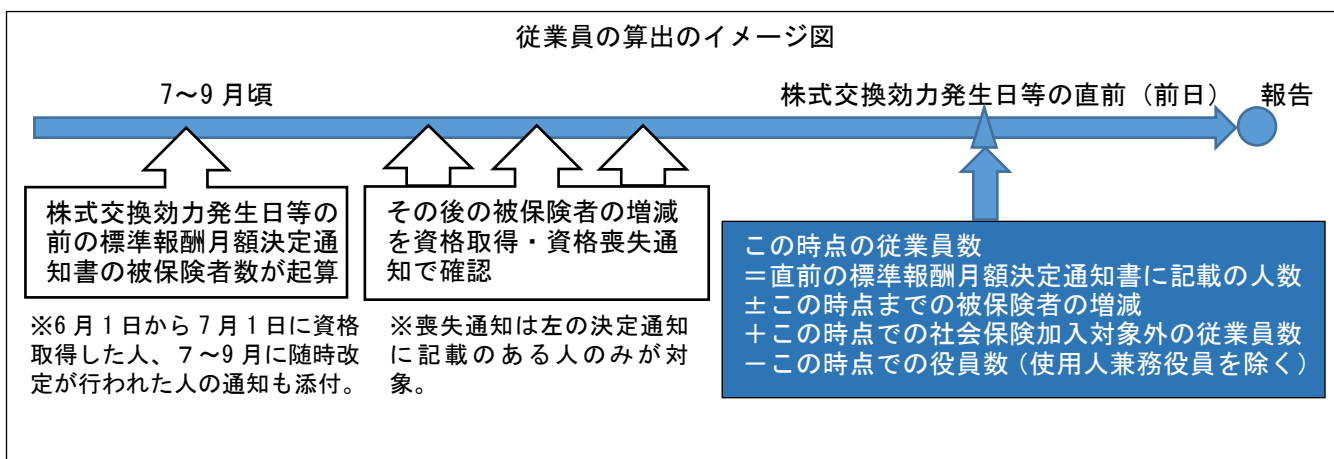 従業員の算出のイメージ図
7～9 月頃
株式交換効力発生日等の直前（前日）
報告
株式交換効力発生日等の
前の標準報酬月額決定通
知書の被保険者数が起算
その後の被保険者の増減
を資格取得・資格喪失通
知で確認
この時点の従業員数
＝直前の標準報酬月額決定通知書に記載の人数
±この時点までの被保険者の増減
＋この時点での社会保険加入対象外の従業員数
－この時点での役員数（使用人兼務役員を除く）
※6 月 1 日から 7 月 1 日に資格
取得した人、７～9 月に随時改
定が行われた人の通知も添付。
※喪失通知は左の決定通知
に記載のある人のみが対
象。